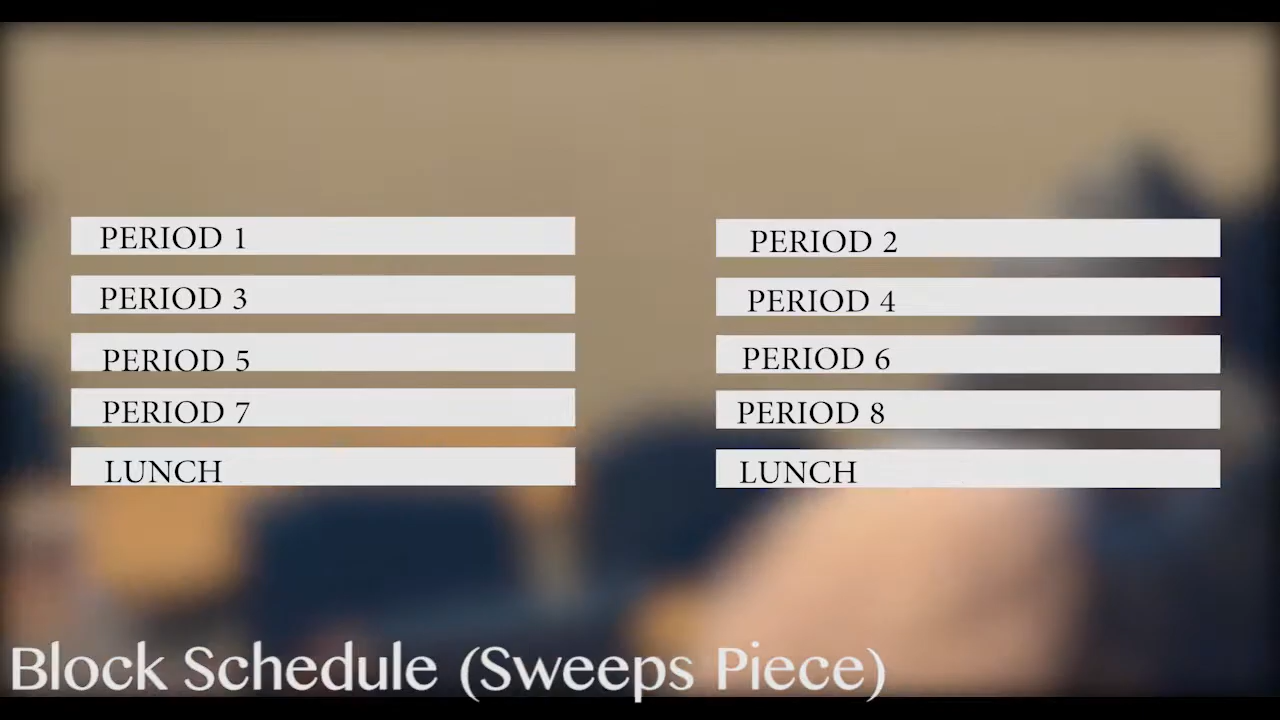 PERIOD 1
PERIOD 3
PERIOD 5
PERIOD 7
LUNCH
PERIOD 2
PERIOD 4
PERIOD 6
PERIOD 8
LUNCH
Block Schedule (Sweeps Piece)